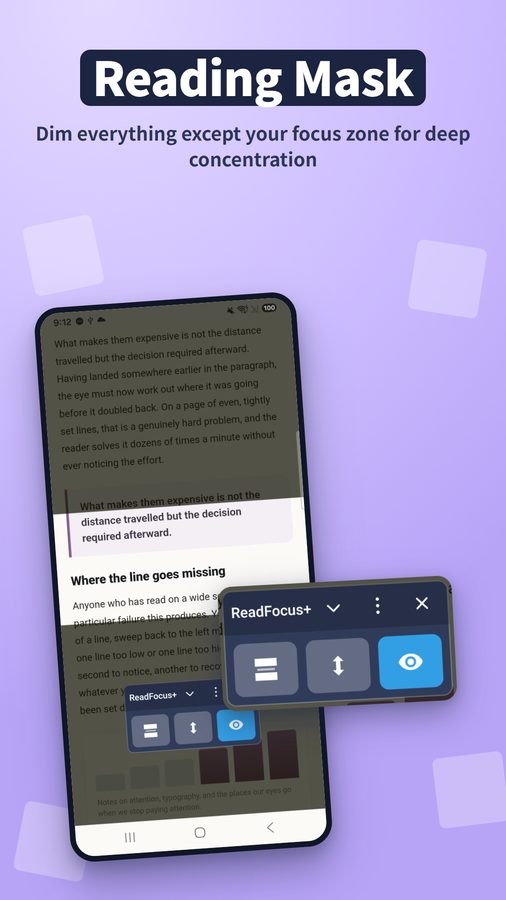 Reading Mask
Dim everything except your focus zone for deep
concentration
9:12
100
What makes them expensive is not the distance
travelled but the decision required afterward.
Having landed somewhere earlier in the paragraph,
the eye must now work out where it was going
before it doubled back. On a page of even, tightly
set lines, that is a genuinely hard problem, and the
reader solves it dozens of times a minute without
ever noticing the effort.
What makes them expensive is not the
distance travelled but the decision
required afterward.
Where the line goes missing
Anyone who has read on a wide
particular failure this produces.
of a line, sweep back to the left
one line too low or one line too
second to notice, another to
whatever
been set
ReadFocus+
ReadFocus+
Notes on attention, typography, and the places our eyes go
when we stop paying attention.